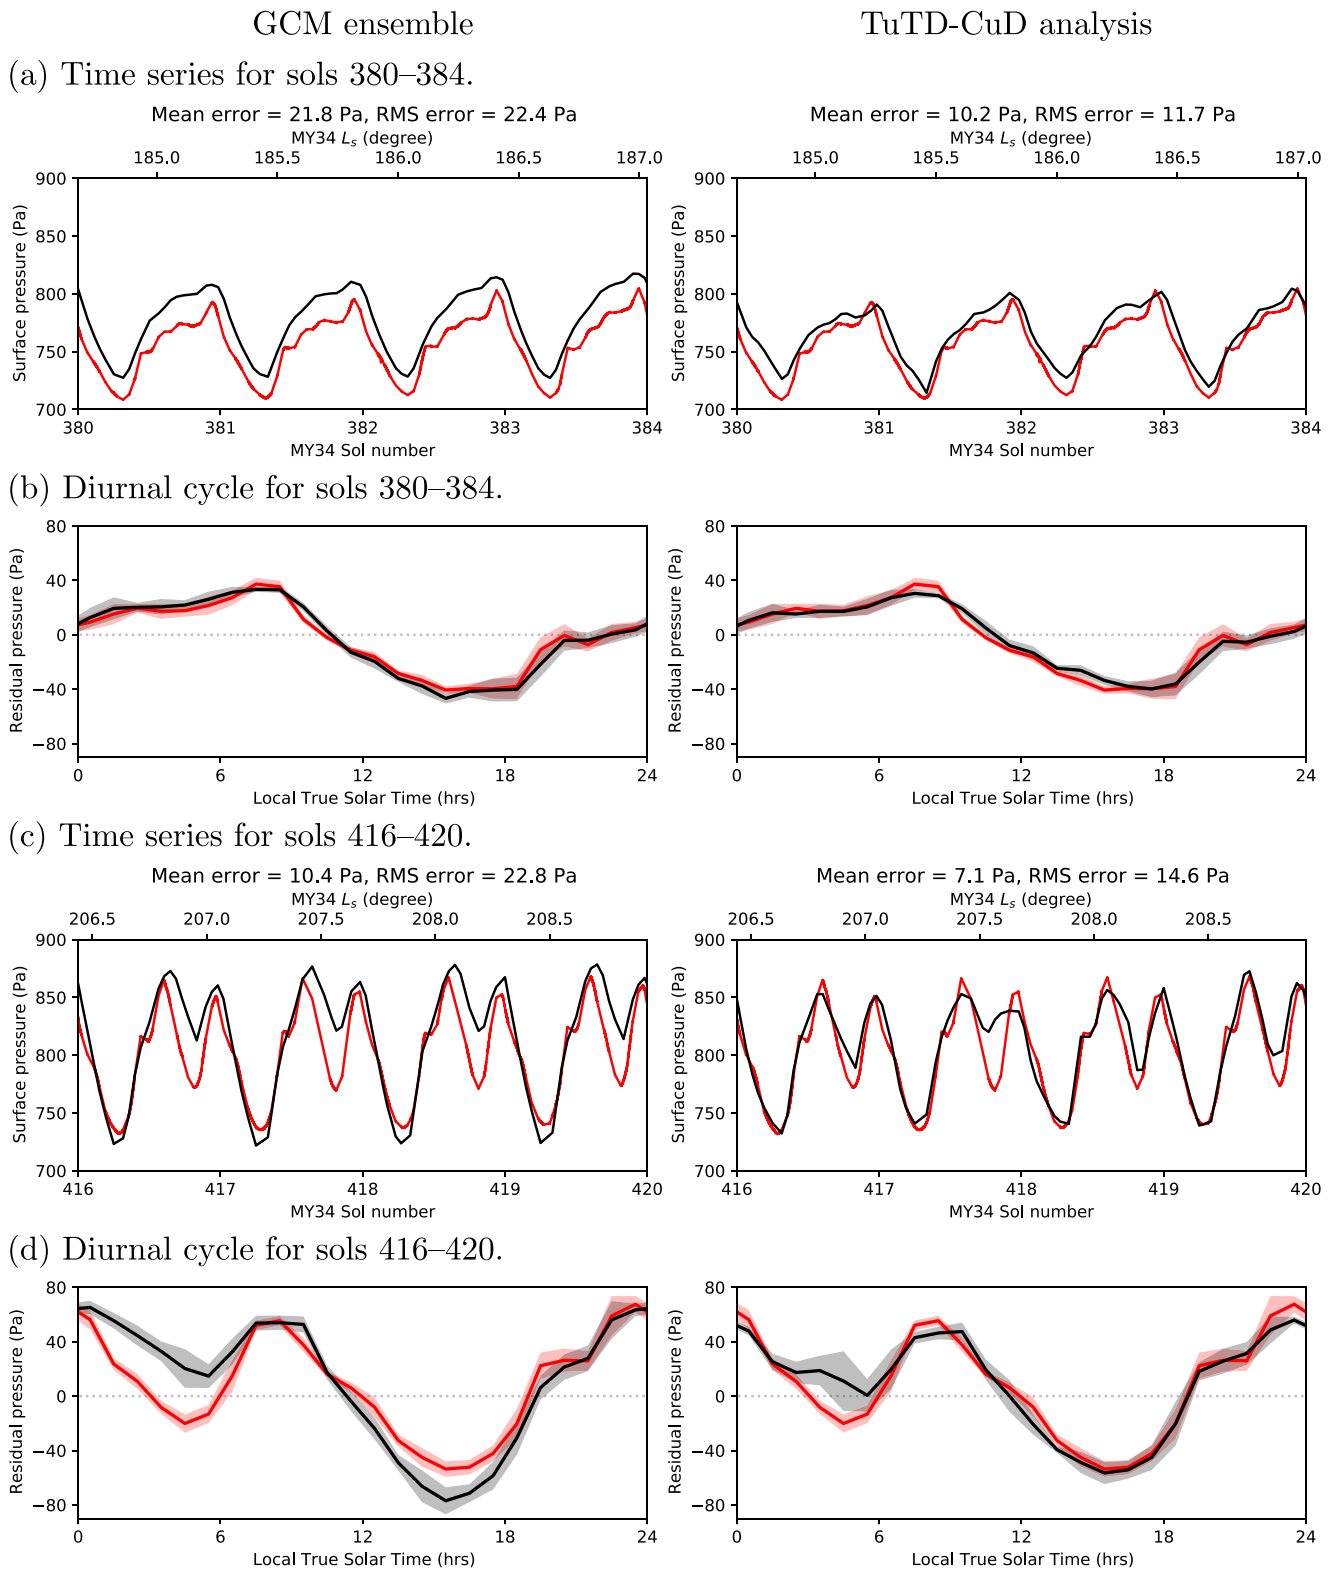 GCM ensemble
TuTD-CuD analysis
(a) Time series for sols 380–384.
Mean error = 21.8 Pa, RMS error = 22.4 Pa
MY34 Ls (degree)
185.0 185.5 186.0 186.5 187.0
900
850
800
750
700
Surface pressure (Pa)
380 381 382 383 384
MY34 Sol number
Mean error = 10.2 Pa, RMS error = 11.7 Pa
MY34 Ls (degree)
185.0 185.5 186.0 186.5 187.0
900
850
800
750
700
Surface pressure (Pa)
380 381 382 383 384
MY34 Sol number
(b) Diurnal cycle for sols 380–384.
80
40
0
−40
−80
Residual pressure (Pa)
0 6 12 18 24
Local True Solar Time (hrs)
80
40
0
−40
−80
Residual pressure (Pa)
0 6 12 18 24
Local True Solar Time (hrs)
(c) Time series for sols 416–420.
Mean error = 10.4 Pa, RMS error = 22.8 Pa
MY34 Ls (degree)
206.5 207.0 207.5 208.0 208.5
900
850
800
750
700
Surface pressure (Pa)
416 417 418 419 420
MY34 Sol number
Mean error = 7.1 Pa, RMS error = 14.6 Pa
MY34 Ls (degree)
206.5 207.0 207.5 208.0 208.5
900
850
800
750
700
Surface pressure (Pa)
416 417 418 419 420
MY34 Sol number
(d) Diurnal cycle for sols 416–420.
80
40
0
−40
−80
Residual pressure (Pa)
0 6 12 18 24
Local True Solar Time (hrs)
80
40
0
−40
−80
Residual pressure (Pa)
0 6 12 18 24
Local True Solar Time (hrs)